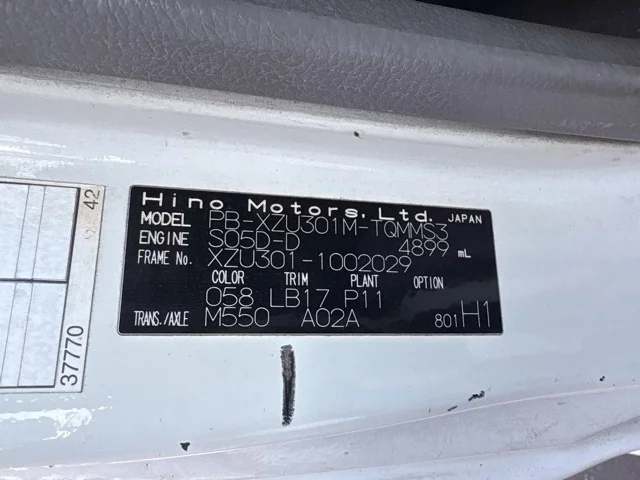 Hino Motors, Ltd. JAPAN
MODEL PB-XZU301M-TQMMS3
ENGINE S05D-D 4899 mL
FRAME No. XZU301-1002029
COLOR TRIM PLANT OPTION
058 LB17 P11
TRANS./AXLE M550 A02A 801 H1
42
37770